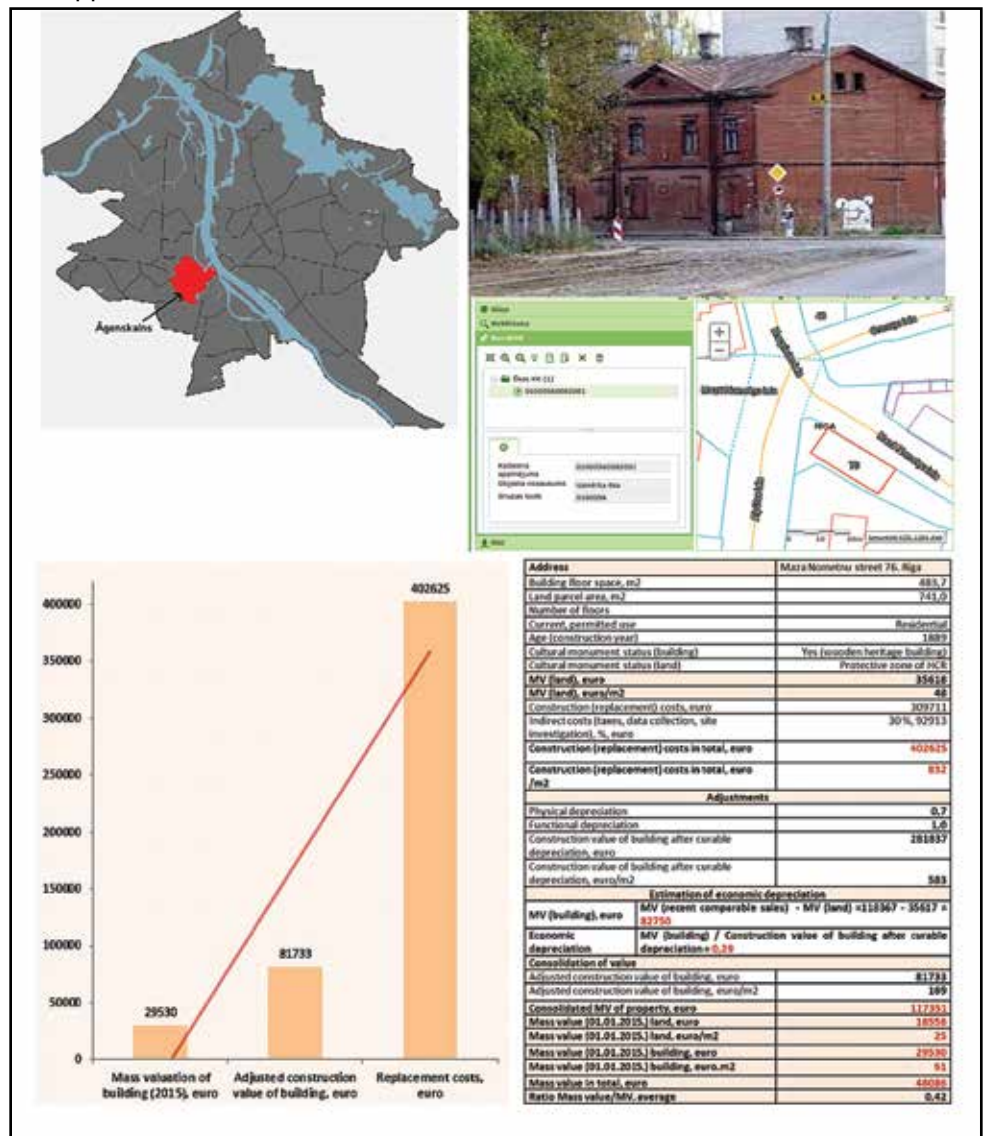 Āgenskalns
RIGA
76
402625
400000
350000
300000
250000
200000
150000
100000
50000
0
29530
81733
Mass valuation of
building (2015), euro
Adjusted construction
value of building, euro
Replacement costs,
euro
Address Maza Nometnu street 76, Riga
Building floor space, m2 483,7
Land parcel area, m2 741,0
Number of floors
Current, permitted use Residential
Age (construction year) 1889
Cultural monument status (building) Yes (wooden heritage building)
Cultural monument status (land) Protective zone of HCR
MV (land), euro 35618
MV (land), euro/m2 48
Construction (replacement) costs, euro 309711
Indirect costs (taxes, data collection, site 30%, 92913
investigation), %, euro
Construction (replacement) costs in total, euro 402625
Construction (replacement) costs in total, euro 832
/m2
Adjustments
Physical depreciation 0,7
Functional depreciation 1,0
Construction value of building after curable 281837
depreciation, euro
Construction value of building after curable
depreciation, euro/m2 583
Estimation of economic depreciation
MV (building), euro MV (recent comparable sales) - MV (land) =118367 - 35617 =
82750
Economic MV (building) / Construction value of building after curable
depreciation depreciation= 0,29
Consolidation of value
Adjusted construction value of building, euro 81733
Adjusted construction value of building, euro/m2 169
Consolidated MV of property, euro 117351
Mass value (01.01.2015.) land, euro 18556
Mass value (01.01.2015.) land, euro/m2 25
Mass value (01.01.2015.) building, euro 29530
Mass value (01.01.2015.) building, euro.m2 61
Mass value in total, euro 48086
Ratio Mass value/MV, average 0,42